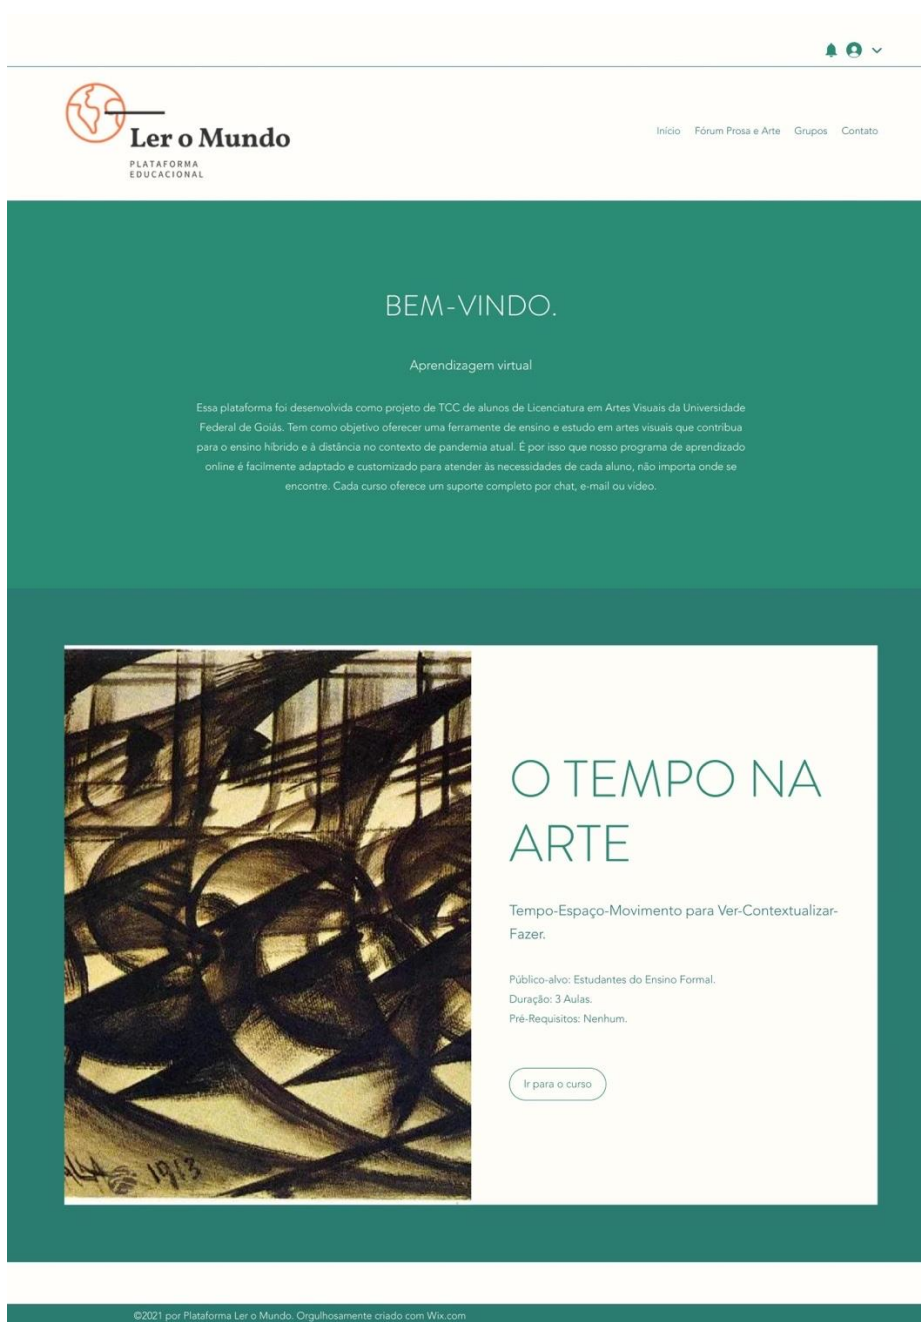 Ler o Mundo
PLATAFORMA
EDUCACIONAL
Início Fórum Prosa e Arte Grupos Contato
BEM-VINDO.
Aprendizagem virtual
Essa plataforma foi desenvolvida como projeto de TCC de alunos de Licenciatura em Artes Visuais da Universidade
Federal de Goiás. Tem como objetivo oferecer uma ferramente de ensino e estudo em artes visuais que contribua
para o ensino híbrido e à distância no contexto de pandemia atual. É por isso que nosso programa de aprendizado
online é facilmente adaptado e customizado para atender às necessidades de cada aluno, não importa onde se
encontre. Cada curso oferece um suporte completo por chat, e-mail ou vídeo.
O TEMPO NA
ARTE
Tempo-Espaço-Movimento para Ver-Contextualizar-
Fazer.
Público-alvo: Estudantes do Ensino Formal.
Duração: 3 Aulas.
Pré-Requisitos: Nenhum.
Ir para o curso
1913
©2021 por Plataforma Ler o Mundo. Orgulhosamente criado com Wix.com